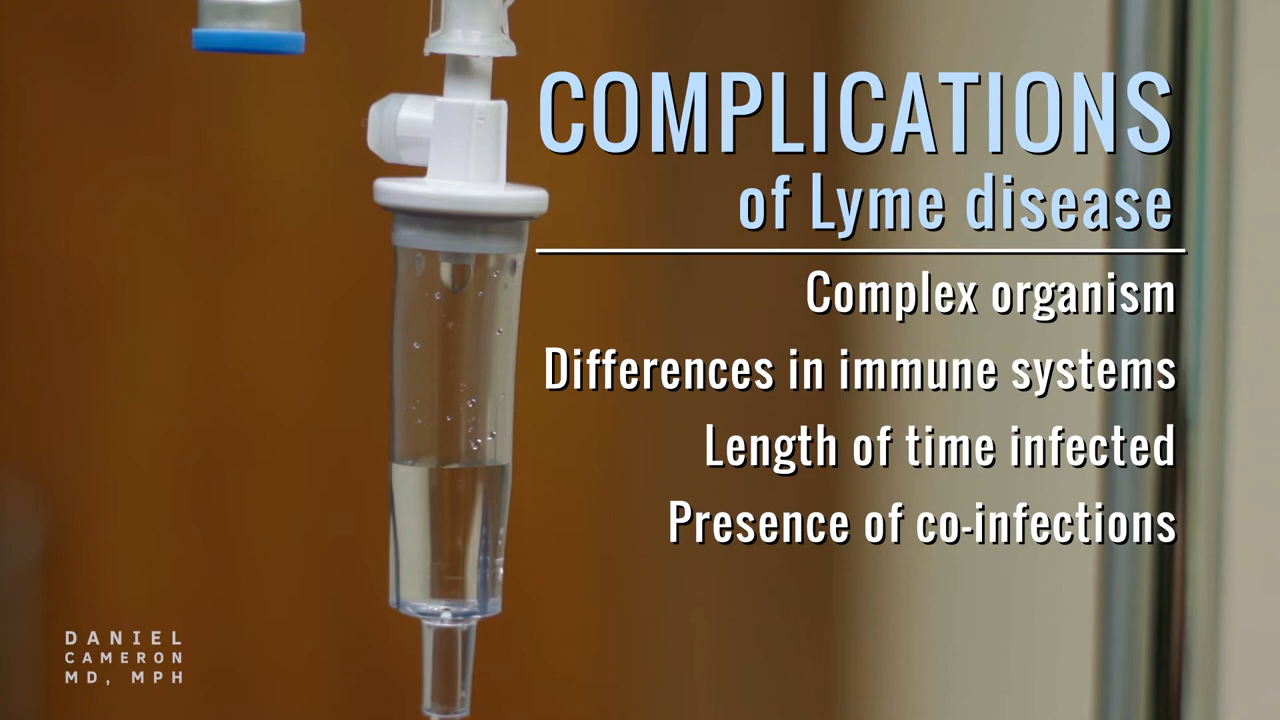 COMPLICATIONS
of Lyme disease
Complex organism
Differences in immune systems
Length of time infected
Presence of co-infections
DANIEL
CAMERON
MD, MPH